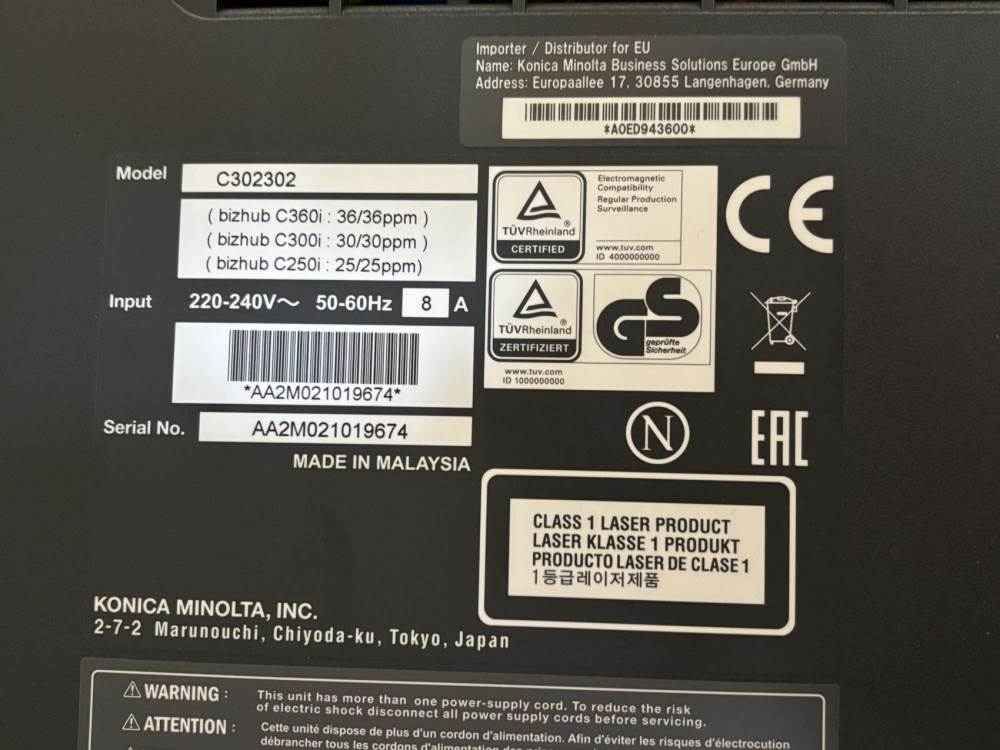 Importer / Distributor for EU
Name: Konica Minolta Business Solutions Europe GmbH
Address: Europaallee 17, 30855 Langenhagen, Germany
*A0ED943600*
Model C302302
( bizhub C360i : 36/36ppm )
( bizhub C300i : 30/30ppm )
( bizhub C250i : 25/25ppm)
Input 220-240V～ 50-60Hz 8 A
*AA2M021019674*
Serial No. AA2M021019674
MADE IN MALAYSIA
TÜVRheinland®
CERTIFIED
Electromagnetic
Compatibility
Regular Production
Surveillance
www.tuv.com
ID 4000000000
TÜVRheinland
ZERTIFIZIERT
GS
geprüfte
Sicherheit
www.tuv.com
ID 1000000000
CE
N
EAC
CLASS 1 LASER PRODUCT
LASER KLASSE 1 PRODUKT
PRODUCTO LASER DE CLASE 1
1등급레이저제품
KONICA MINOLTA, INC.
2-7-2 Marunouchi, Chiyoda-ku, Tokyo, Japan
⚠WARNING : This unit has more than one power-supply cord. To reduce the risk
of electric shock disconnect all power supply cords before servicing.
⚠ATTENTION : Cette unité dispose de plus d'un cordon d'alimentation. Afin d'éviter les risques d'électrocution
débrancher tous les cordons d'alimentation